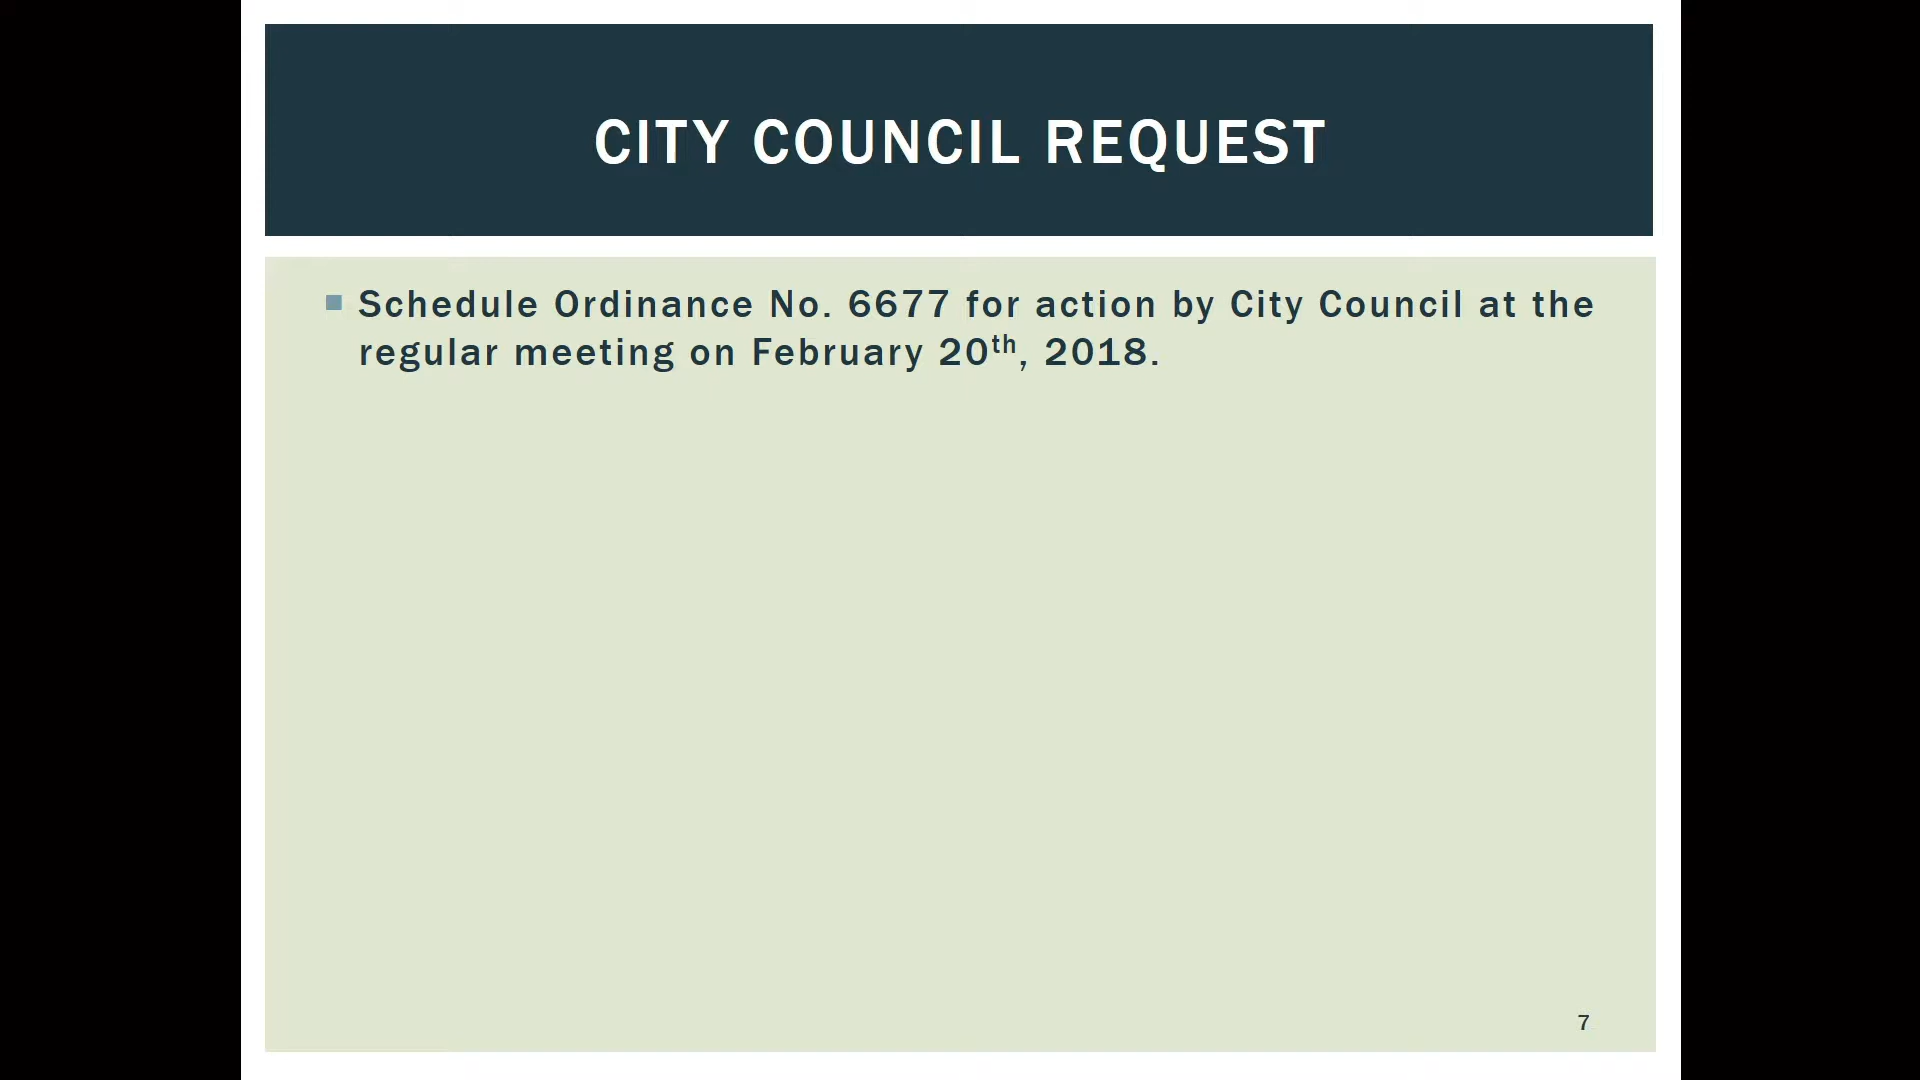 CITY COUNCIL REQUEST
Schedule Ordinance No. 6677 for action by City Council at the
regular meeting on February 20th, 2018.
7